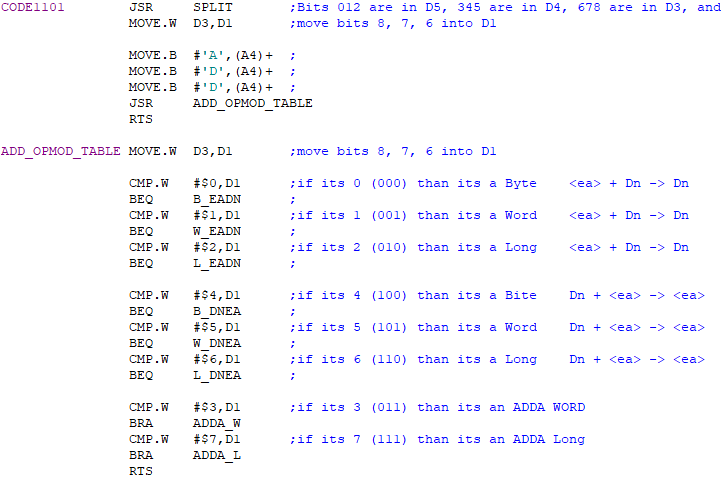 CODE1101 JSR SPLIT ;Bits 012 are in D5, 345 are in D4, 678 are in D3, and
MOVE.W D3,D1 ;move bits 8, 7, 6 into D1
MOVE.B #'A',(A4)+ ;
MOVE.B #'D',(A4)+ ;
MOVE.B #'D',(A4)+ ;
JSR ADD_OPMOD_TABLE
RTS
ADD_OPMOD_TABLE MOVE.W D3,D1 ;move bits 8, 7, 6 into D1
CMP.W #$0,D1 ;if its 0 (000) than its a Byte <ea> + Dn -> Dn
BEQ B_EADN ;
CMP.W #$1,D1 ;if its 1 (001) than its a Word <ea> + Dn -> Dn
BEQ W_EADN ;
CMP.W #$2,D1 ;if its 2 (010) than its a Long <ea> + Dn -> Dn
BEQ L_EADN ;
CMP.W #$4,D1 ;if its 4 (100) than its a Bite Dn + <ea> -> <ea>
BEQ B_DNEA ;
CMP.W #$5,D1 ;if its 5 (101) than its a Word Dn + <ea> -> <ea>
BEQ W_DNEA ;
CMP.W #$6,D1 ;if its 6 (110) than its a Long Dn + <ea> -> <ea>
BEQ L_DNEA ;
CMP.W #$3,D1 ;if its 3 (011) than its an ADDA WORD
BRA ADDA_W
CMP.W #$7,D1 ;if its 7 (111) than its an ADDA Long
BRA ADDA_L
RTS